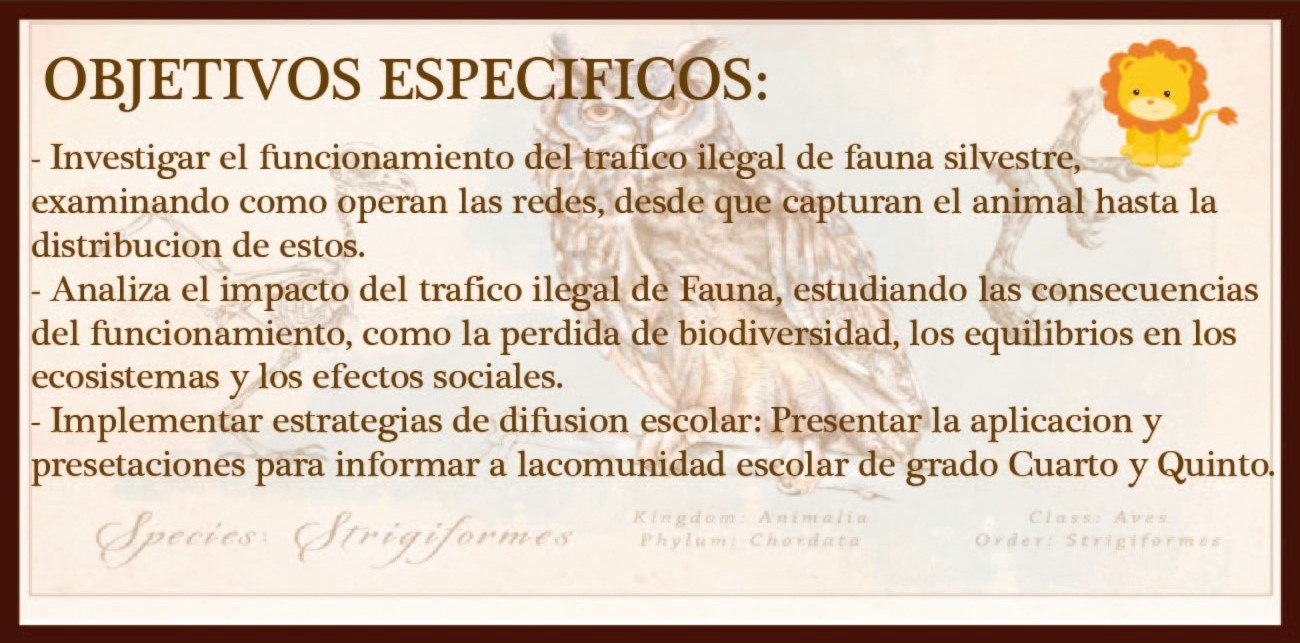 OBJETIVOS ESPECIFICOS:
- Investigar el funcionamiento del trafico ilegal de fauna silvestre,
examinando como operan las redes, desde que capturan el animal hasta la
distribucion de estos.
- Analiza el impacto del trafico ilegal de Fauna, estudiando las consecuencias
del funcionamiento, como la perdida de biodiversidad, los equilibrios en los
ecosistemas y los efectos sociales.
- Implementar estrategias de difusion escolar: Presentar la aplicacion y
presetaciones para informar a lacomunidad escolar de grado Cuarto y Quinto.
Species: Strigiformes
Kingdom: Animalia
Phylum: Chordata
Class: Aves
Order: Strigiformes